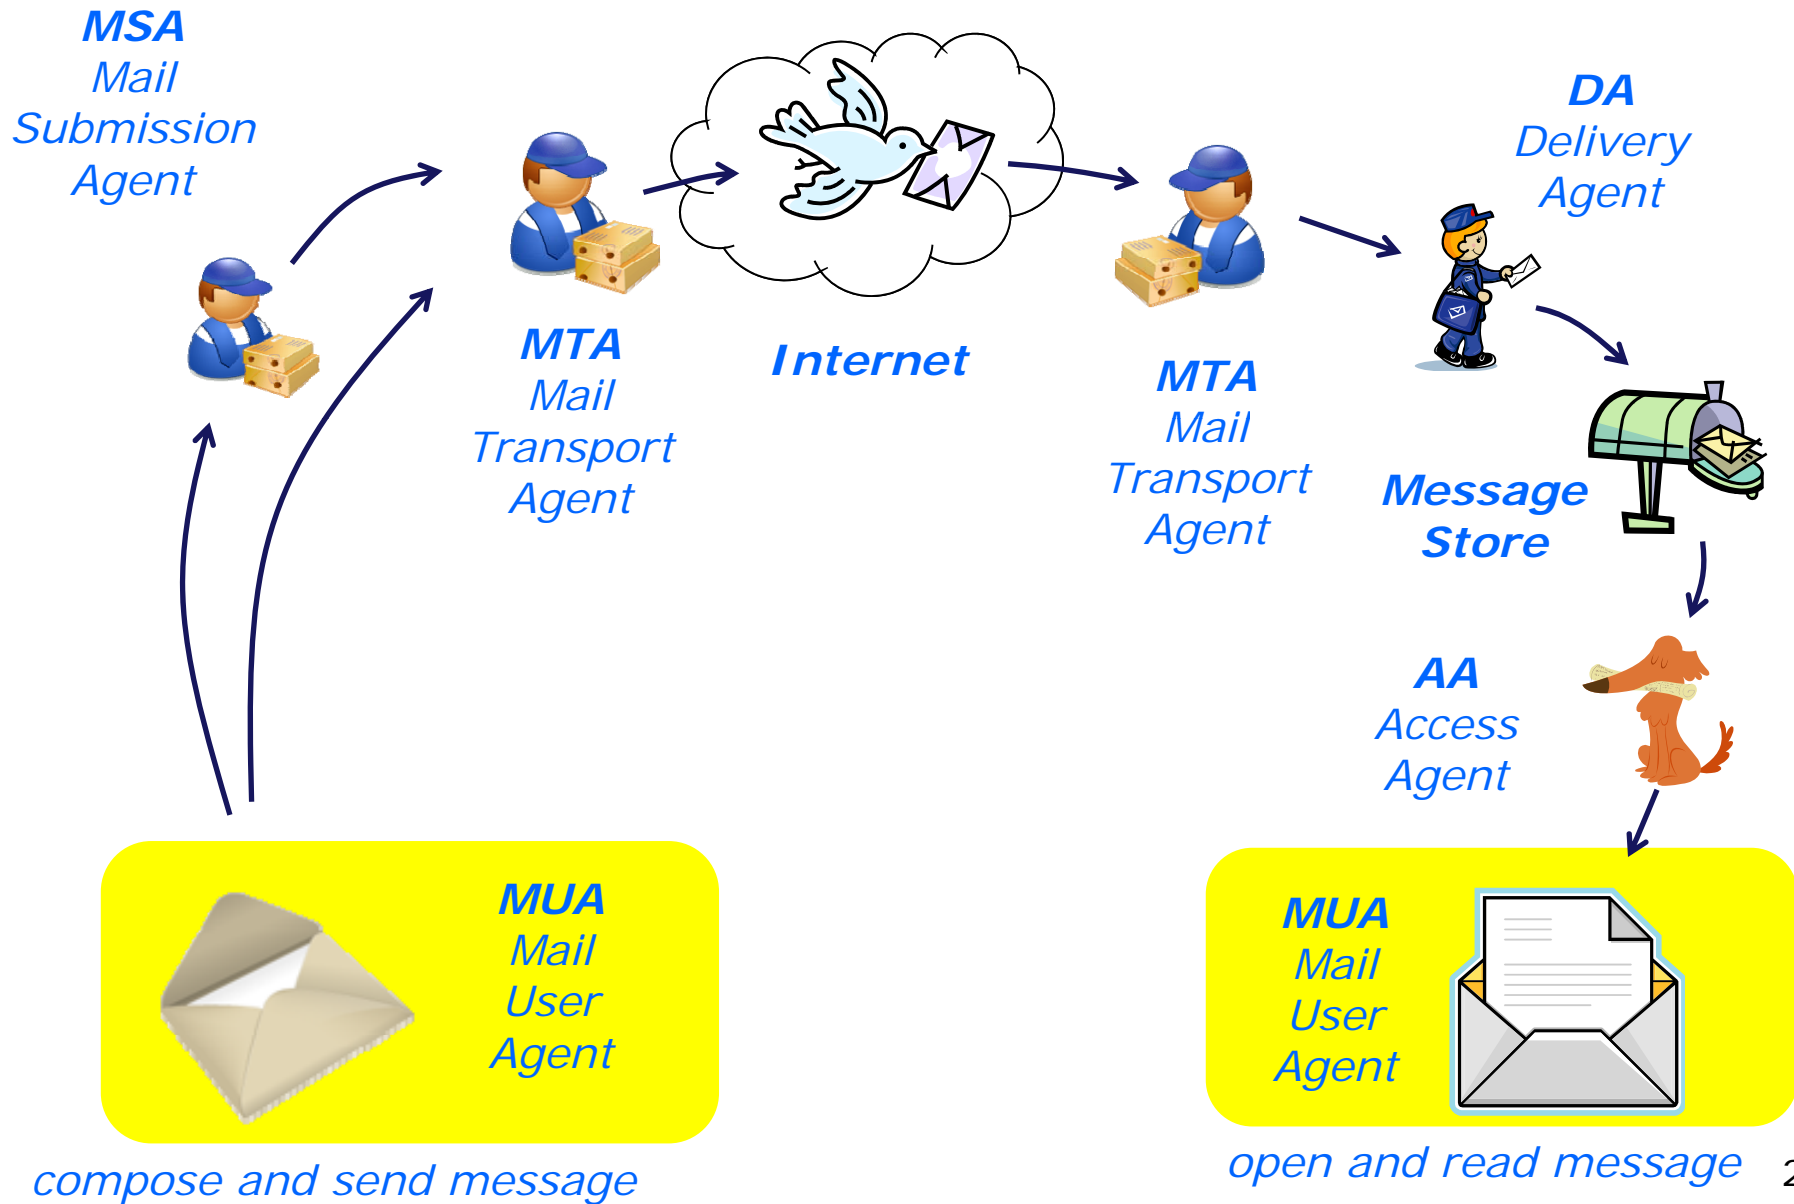 MSA
Mail
Submission
Agent
MTA
Mail
Transport
Agent
Internet
MTA
Mail
Transport
Agent
DA
Delivery
Agent
Message
Store
AA
Access
Agent
MUA
Mail
User
Agent
compose and send message
MUA
Mail
User
Agent
open and read message